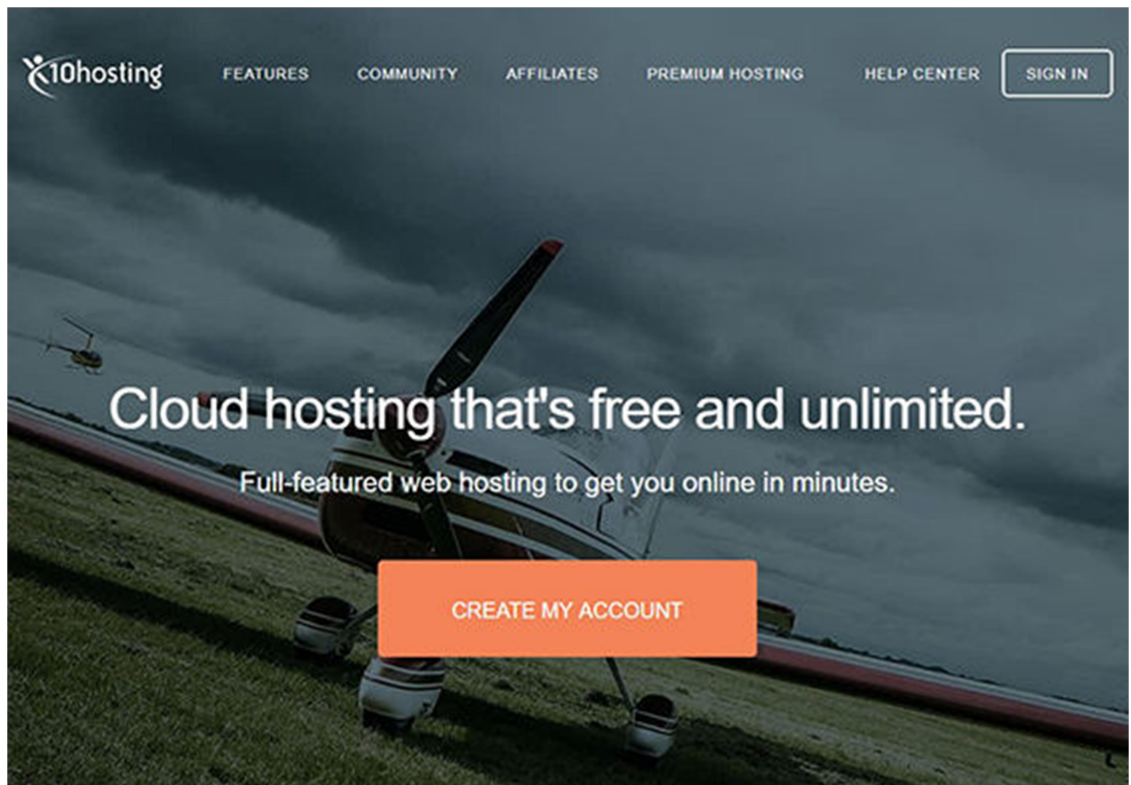 x10hosting
FEATURES
COMMUNITY
AFFILIATES
PREMIUM HOSTING
HELP CENTER
SIGN IN
Cloud hosting that's free and unlimited.
Full-featured web hosting to get you online in minutes.
CREATE MY ACCOUNT